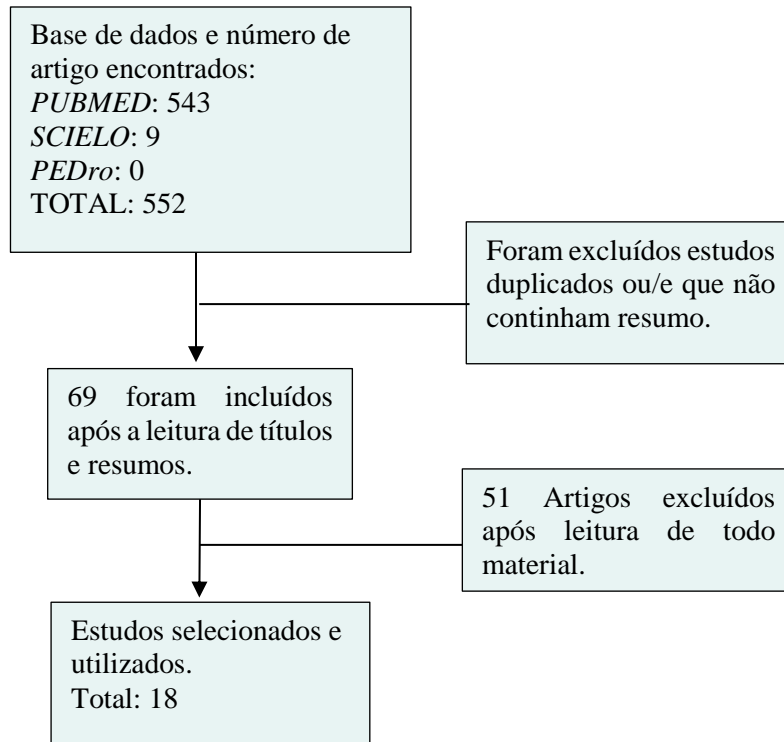 Base de dados e número de
artigo encontrados:
PUBMED: 543
SCIELO: 9
PEDro: 0
TOTAL: 552
Foram excluídos estudos
duplicados ou/e que não
continham resumo.
69 foram incluídos
após a leitura de títulos
e resumos.
51 Artigos excluídos
após leitura de todo
material.
Estudos selecionados e
utilizados.
Total: 18